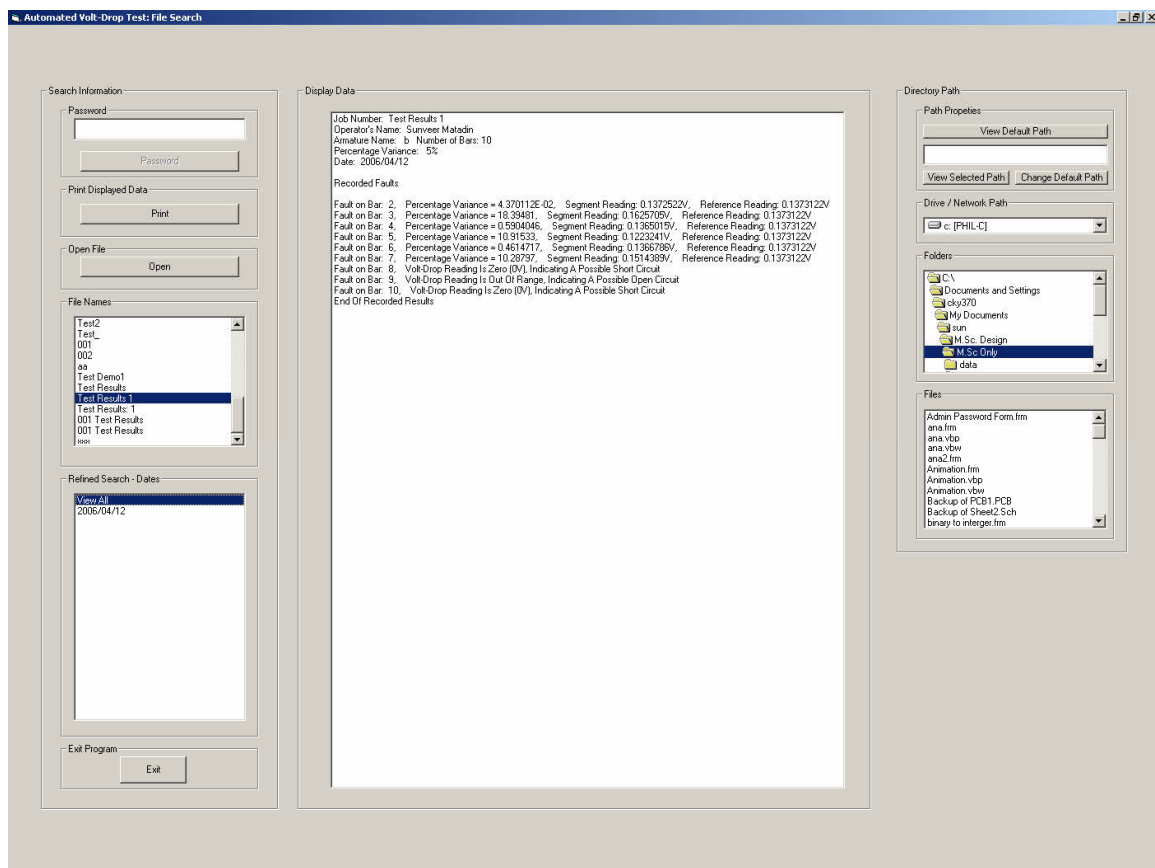 Automated Volt-Drop Test: File Search
Search Information
Password
Password
Print Displayed Data
Print
Open File
Open
File Names
Test2
Test_
001
002
aa
Test Demo1
Test Results
Test Results 1
Test Results: 1
001 Test Results
001 Test Results
xxx
Refined Search - Dates
View All
2006/04/12
Exit Program
Exit
Display Data
Job Number: Test Results 1
Operator's Name: Sunveer Matadin
Armature Name: b Number of Bars: 10
Percentage Variance: 5%
Date: 2006/04/12
Recorded Faults
Fault on Bar: 2, Percentage Variance = 4.370112E-02, Segment Reading: 0.1372522V, Reference Reading: 0.1373122V
Fault on Bar: 3, Percentage Variance = 18.39481, Segment Reading: 0.1625705V, Reference Reading: 0.1373122V
Fault on Bar: 4, Percentage Variance = 0.5904046, Segment Reading: 0.1365015V, Reference Reading: 0.1373122V
Fault on Bar: 5, Percentage Variance = 10.91533, Segment Reading: 0.1223241V, Reference Reading: 0.1373122V
Fault on Bar: 6, Percentage Variance = 0.4614717, Segment Reading: 0.1366786V, Reference Reading: 0.1373122V
Fault on Bar: 7, Percentage Variance = 10.28797, Segment Reading: 0.1514389V, Reference Reading: 0.1373122V
Fault on Bar: 8, Volt-Drop Reading Is Zero (0V), Indicating A Possible Short Circuit
Fault on Bar: 9, Volt-Drop Reading Is Out Of Range, Indicating A Possible Open Circuit
Fault on Bar: 10, Volt-Drop Reading Is Zero (0V), Indicating A Possible Short Circuit
End Of Recorded Results
Directory Path
Path Propeties
View Default Path
View Selected Path
Change Default Path
Drive / Network Path
c: [PHIL-C]
Folders
C:\
Documents and Settings
cky370
My Documents
sun
M.Sc. Design
M.Sc Only
data
Files
Admin Password Form.frm
ana.frm
ana.vbp
ana.vbw
ana2.frm
Animation.frm
Animation.vbp
Animation.vbw
Backup of PCB1.PCB
Backup of Sheet2.Sch
binary to interger.frm